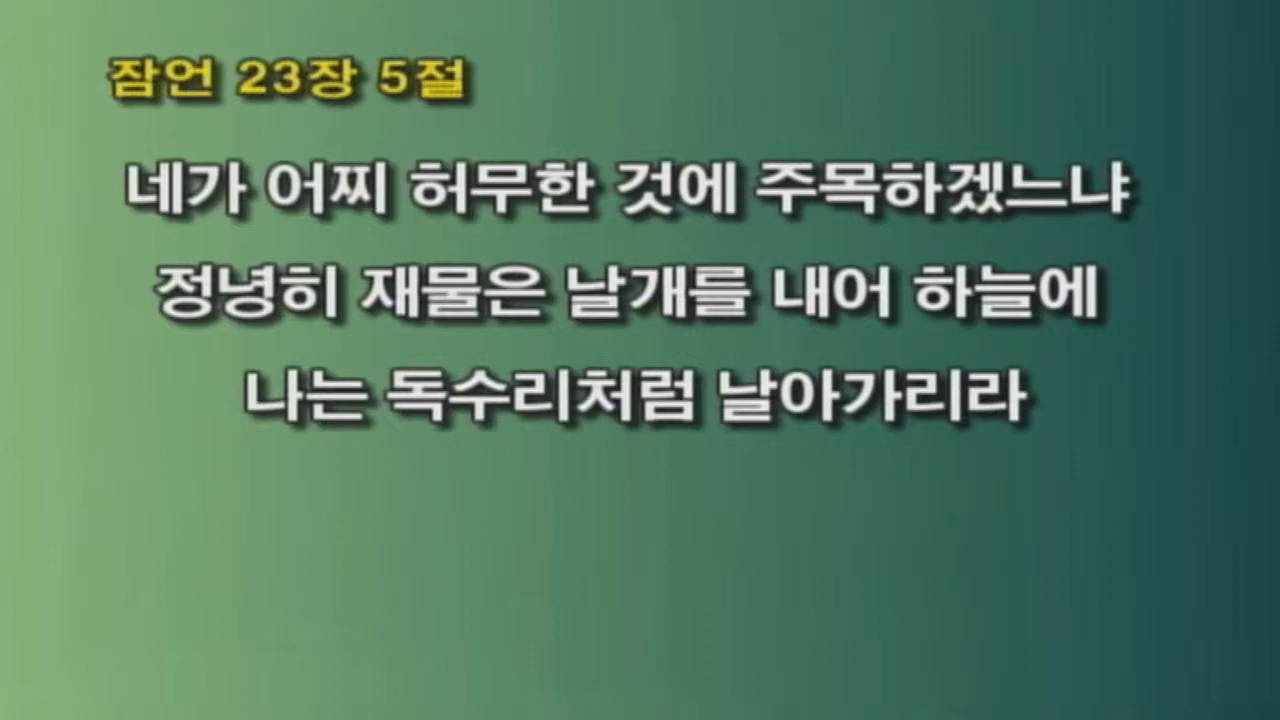 잠언 23장 5절
네가 어찌 허무한 것에 주목하겠느냐
정녕히 재물은 날개를 내어 하늘에
나는 독수리처럼 날아가리라